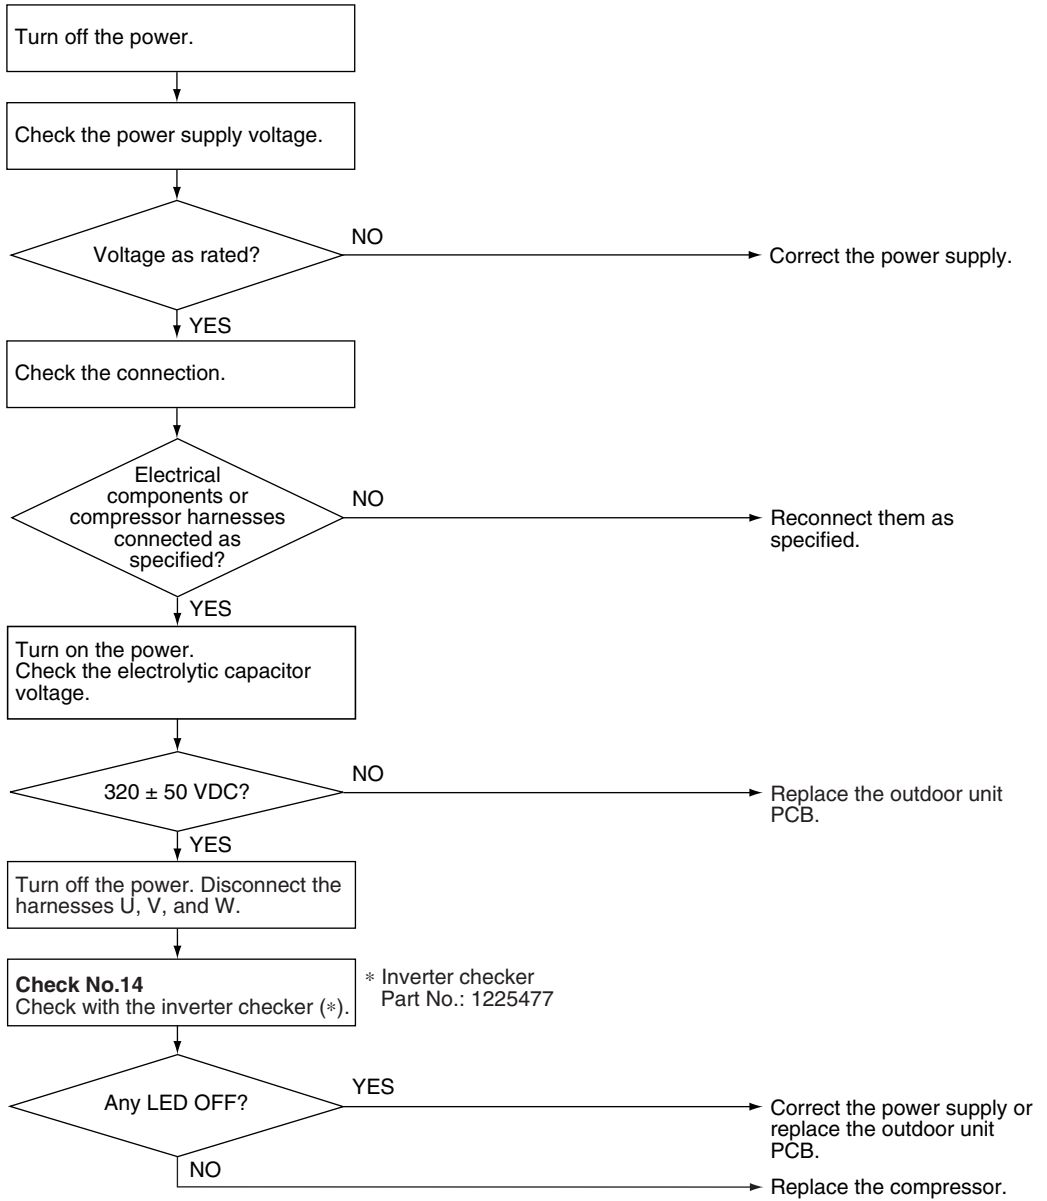 Turn off the power.
Check the power supply voltage.
Voltage as rated?
NO
Correct the power supply.
YES
Check the connection.
Electrical
components or
compressor harnesses
connected as
specified?
NO
Reconnect them as
specified.
YES
Turn on the power.
Check the electrolytic capacitor
voltage.
320 ± 50 VDC?
NO
Replace the outdoor unit
PCB.
YES
Turn off the power. Disconnect the
harnesses U, V, and W.
Check No.14
Check with the inverter checker (∗).
∗ Inverter checker
Part No.: 1225477
Any LED OFF?
YES
Correct the power supply or
replace the outdoor unit
PCB.
NO
Replace the compressor.